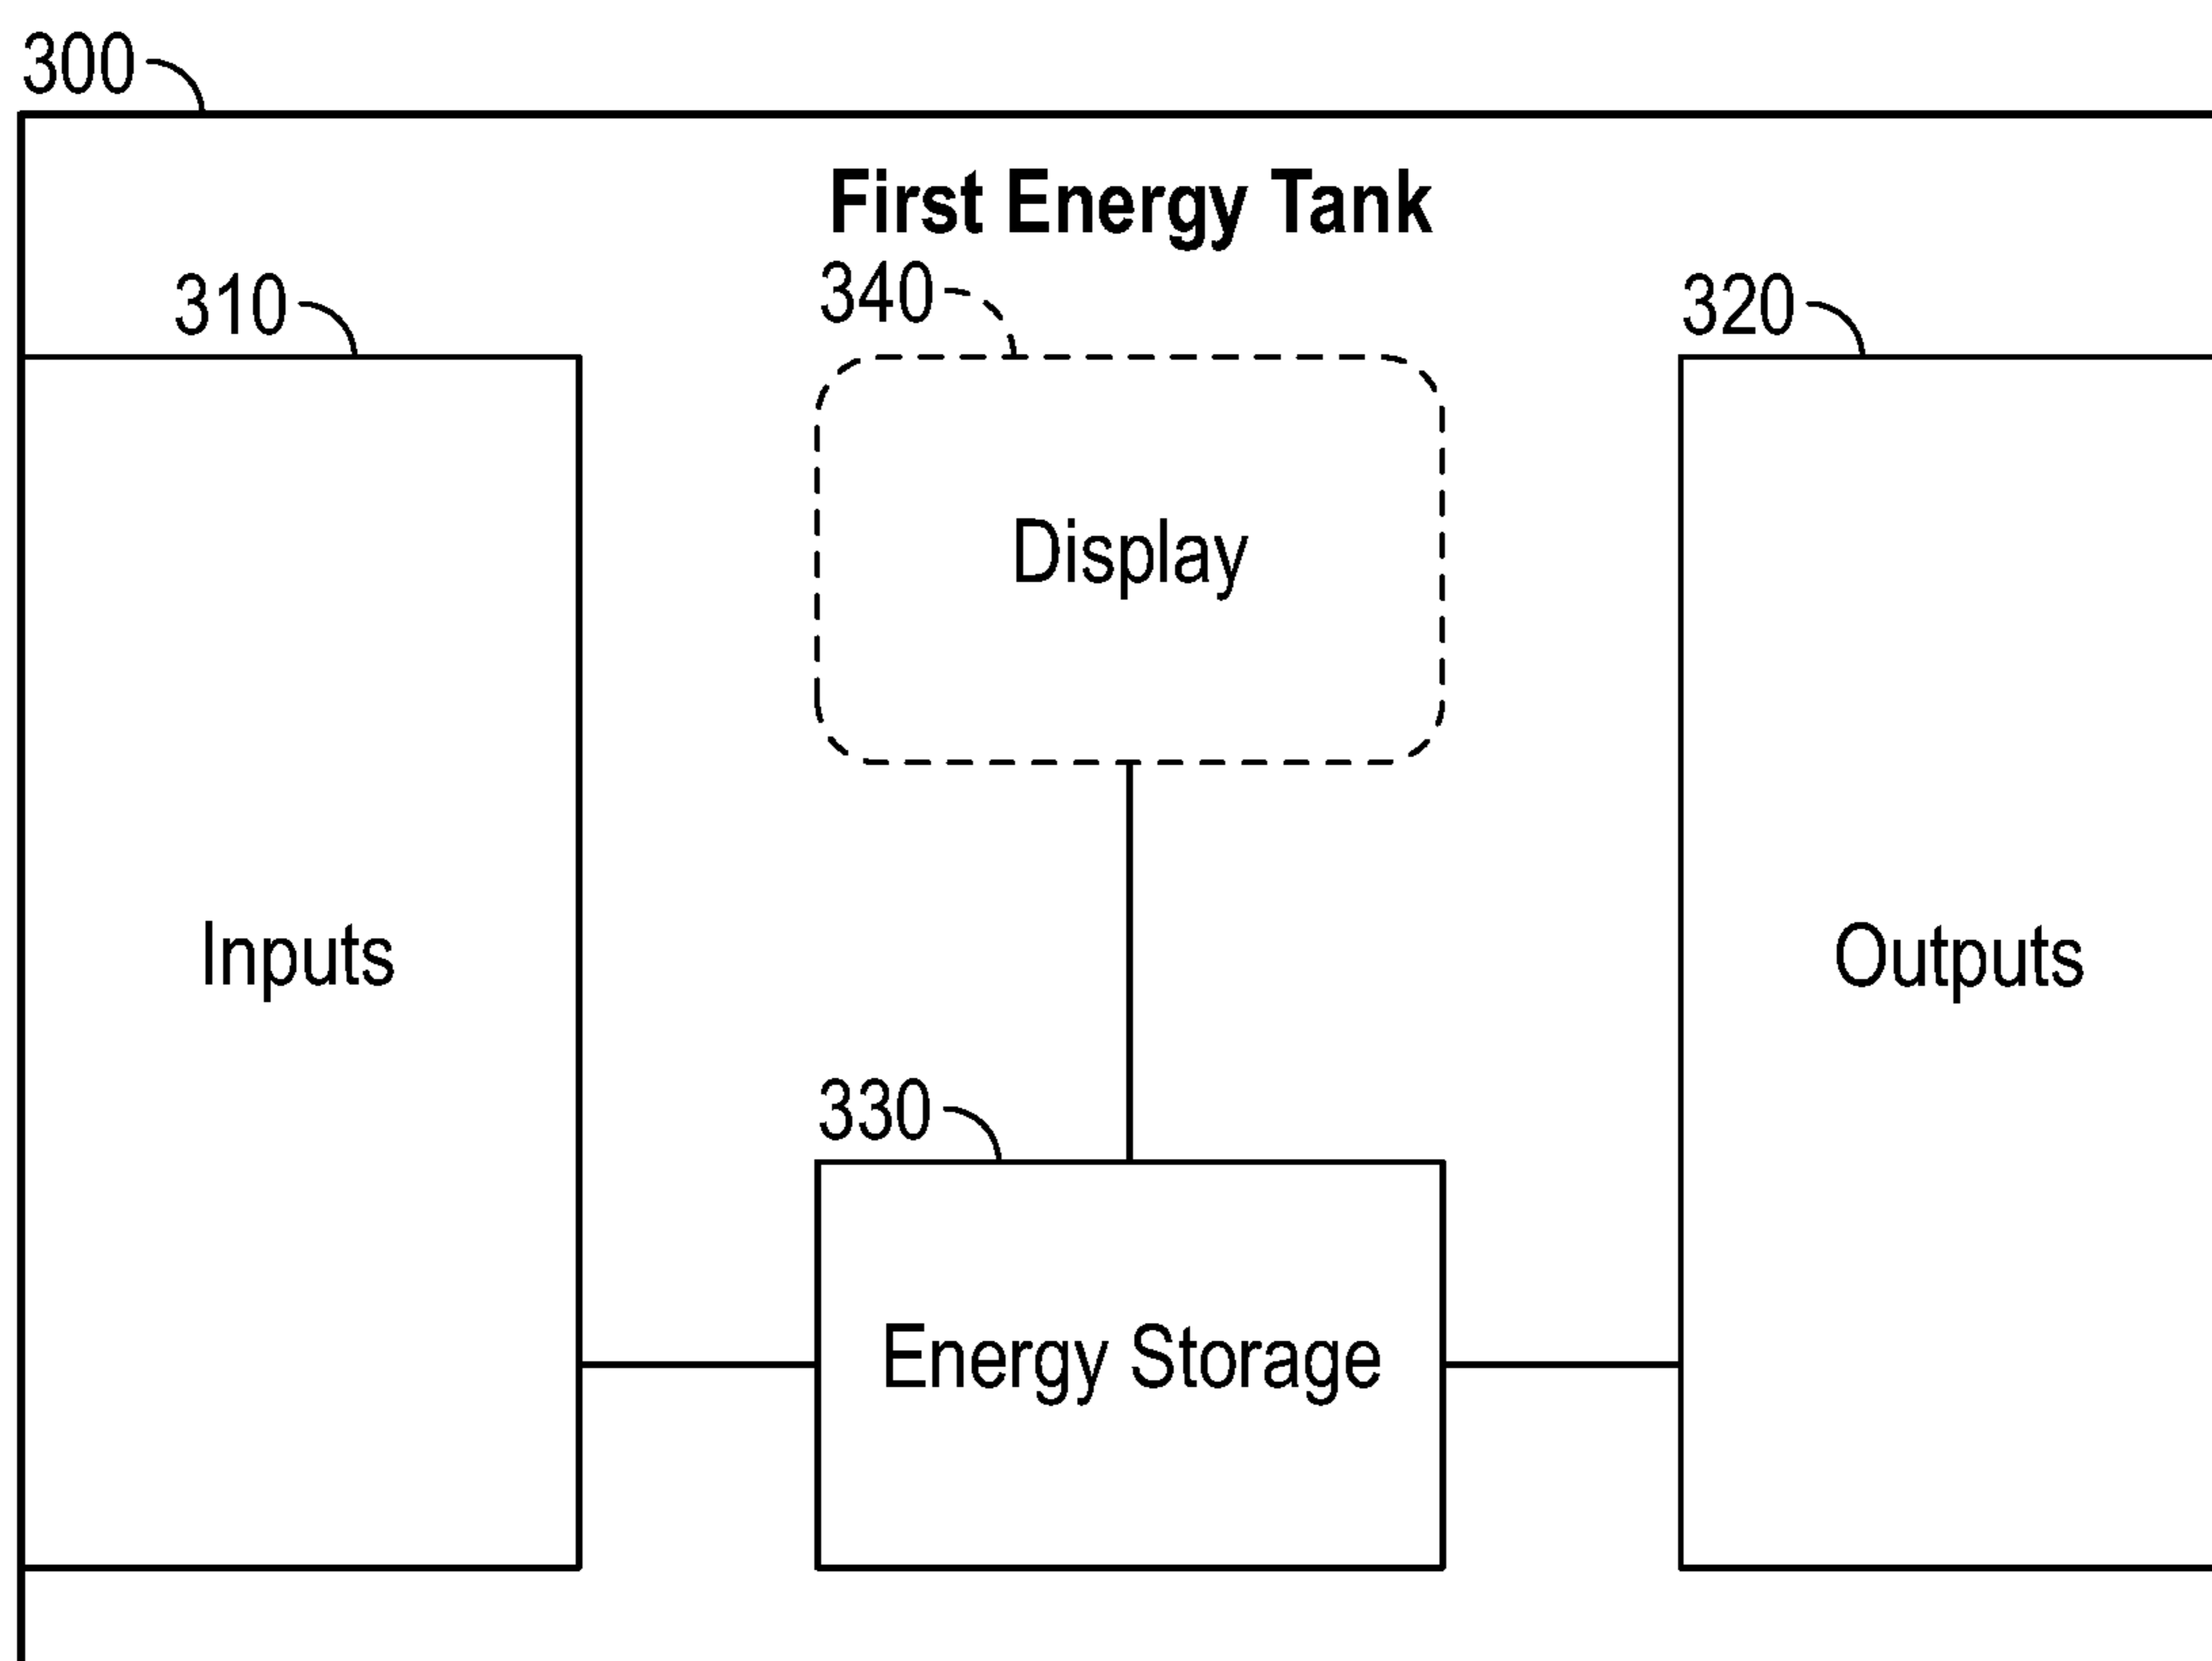 300
First Energy Tank
340
310
320
Display
Inputs
Outputs
330
Energy Storage